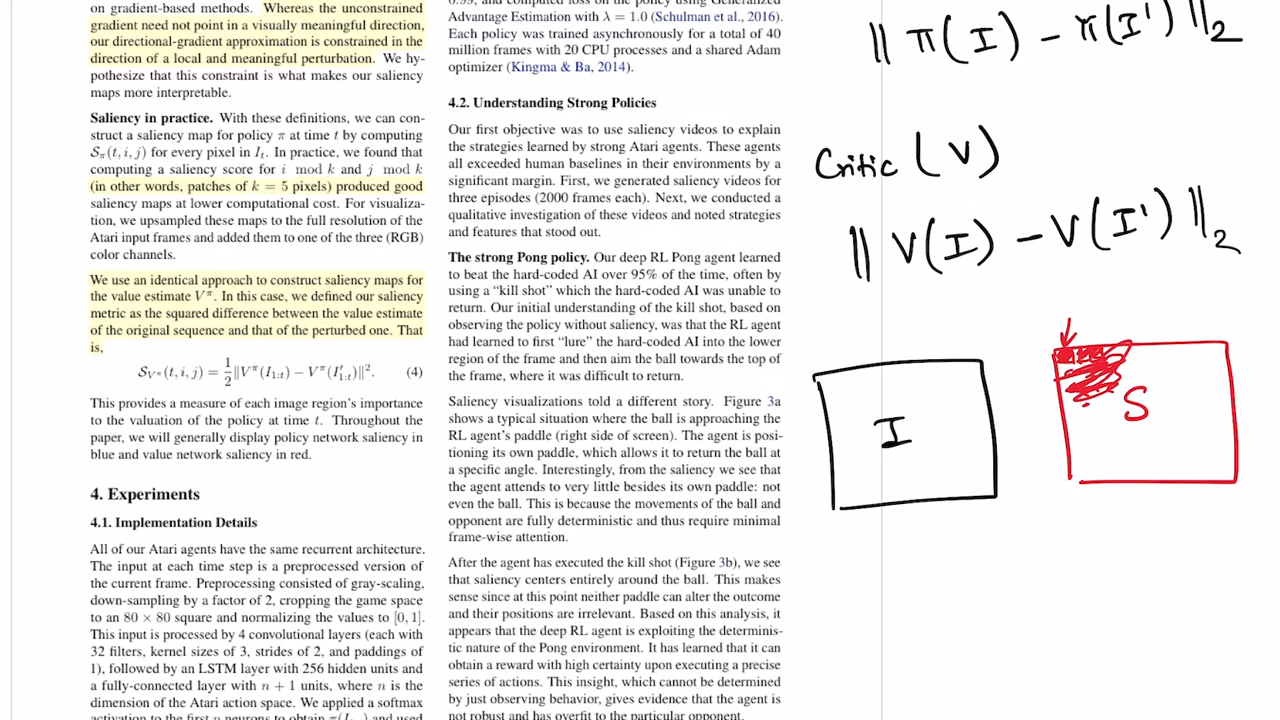 on gradient-based methods. Whereas the unconstrained
gradient need not point in a visually meaningful direction,
our directional-gradient approximation is constrained in the
direction of a local and meaningful perturbation. We hy-
pothesize that this constraint is what makes our saliency
maps more interpretable.
Saliency in practice. With these definitions, we can con-
struct a saliency map for policy π at time t by computing
𝒮π(t, i, j) for every pixel in Iₜ. In practice, we found that
computing a saliency score for i mod k and j mod k
(in other words, patches of k = 5 pixels) produced good
saliency maps at lower computational cost. For visualiza-
tion, we upsampled these maps to the full resolution of the
Atari input frames and added them to one of the three (RGB)
color channels.
We use an identical approach to construct saliency maps for
the value estimate V^π. In this case, we defined our saliency
metric as the squared difference between the value estimate
of the original sequence and that of the perturbed one. That
is,
𝒮_{V^π}(t, i, j) = 1/2 ‖V^π(I_{1:t}) − V^π(I′_{1:t})‖². (4)
This provides a measure of each image region's importance
to the valuation of the policy at time t. Throughout the
paper, we will generally display policy network saliency in
blue and value network saliency in red.
4. Experiments
4.1. Implementation Details
All of our Atari agents have the same recurrent architecture.
The input at each time step is a preprocessed version of
the current frame. Preprocessing consisted of gray-scaling,
down-sampling by a factor of 2, cropping the game space
to an 80 × 80 square and normalizing the values to [0, 1].
This input is processed by 4 convolutional layers (each with
32 filters, kernel sizes of 3, strides of 2, and paddings of
1), followed by an LSTM layer with 256 hidden units and
a fully-connected layer with n + 1 units, where n is the
dimension of the Atari action space. We applied a softmax
activation to the first n neurons to obtain π(I and used
0.99, and computed loss on the policy using Generalized
Advantage Estimation with λ = 1.0 (Schulman et al., 2016).
Each policy was trained asynchronously for a total of 40
million frames with 20 CPU processes and a shared Adam
optimizer (Kingma & Ba, 2014).
4.2. Understanding Strong Policies
Our first objective was to use saliency videos to explain
the strategies learned by strong Atari agents. These agents
all exceeded human baselines in their environments by a
significant margin. First, we generated saliency videos for
three episodes (2000 frames each). Next, we conducted a
qualitative investigation of these videos and noted strategies
and features that stood out.
The strong Pong policy. Our deep RL Pong agent learned
to beat the hard-coded AI over 95% of the time, often by
using a “kill shot” which the hard-coded AI was unable to
return. Our initial understanding of the kill shot, based on
observing the policy without saliency, was that the RL agent
had learned to first “lure” the hard-coded AI into the lower
region of the frame and then aim the ball towards the top of
the frame, where it was difficult to return.
Saliency visualizations told a different story. Figure 3a
shows a typical situation where the ball is approaching the
RL agent's paddle (right side of screen). The agent is posi-
tioning its own paddle, which allows it to return the ball at
a specific angle. Interestingly, from the saliency we see that
the agent attends to very little besides its own paddle: not
even the ball. This is because the movements of the ball and
opponent are fully deterministic and thus require minimal
frame-wise attention.
After the agent has executed the kill shot (Figure 3b), we see
that saliency centers entirely around the ball. This makes
sense since at this point neither paddle can alter the outcome
and their positions are irrelevant. Based on this analysis, it
appears that the deep RL agent is exploiting the determinis-
tic nature of the Pong environment. It has learned that it can
obtain a reward with high certainty upon executing a precise
series of actions. This insight, which cannot be determined
by just observing behavior, gives evidence that the agent is
not robust and has overfit to the particular opponent.
‖ π(I) − π(I') ‖₂
Critic (V)
‖ V(I) − V(I') ‖₂
I
S